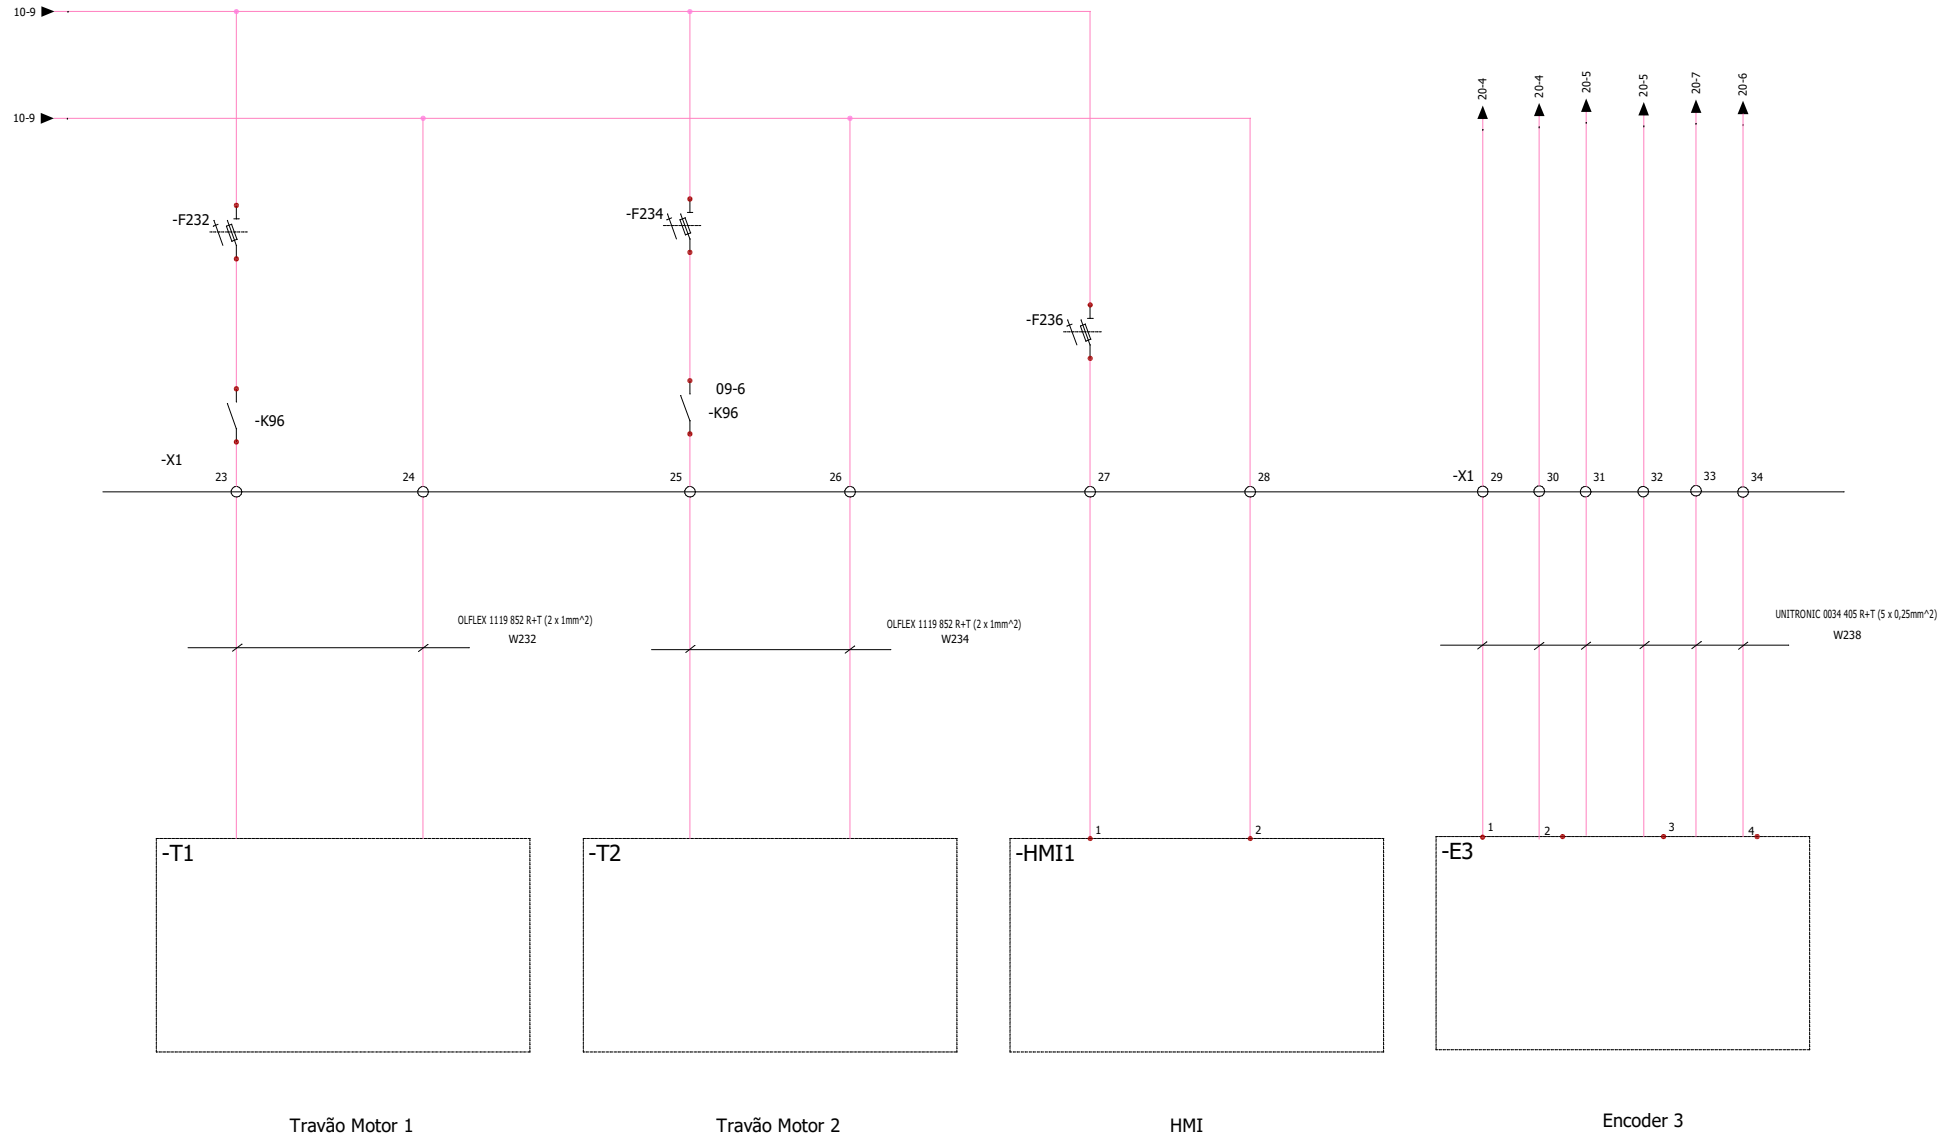 10-9
10-9
20-4
20-4
20-5
20-5
20-7
20-6
-F232
-F234
-F236
-K96
09-6
-K96
-X1
23
24
25
26
27
28
-X1
29
30
31
32
33
34
OLFLEX 1119 852 R+T (2 x 1mm^2)
W232
OLFLEX 1119 852 R+T (2 x 1mm^2)
W234
UNITRONIC 0034 405 R+T (5 x 0,25mm^2)
W238
1
2
1
2
3
4
-T1
-T2
-HMI1
-E3
Travão Motor 1
Travão Motor 2
HMI
Encoder 3